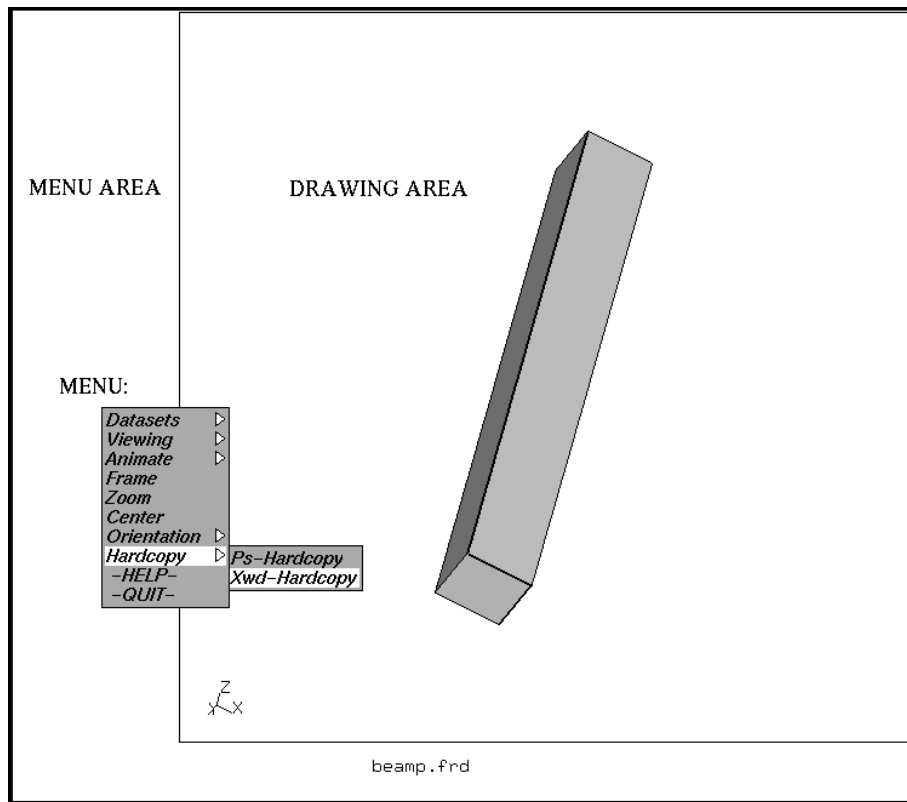 MENU AREA
DRAWING AREA
MENU:
Datasets
Viewing
Animate
Frame
Zoom
Center
Orientation
Hardcopy
Ps-Hardcopy
Xwd-Hardcopy
-HELP-
-QUIT-
Z
Y X
beamp.frd